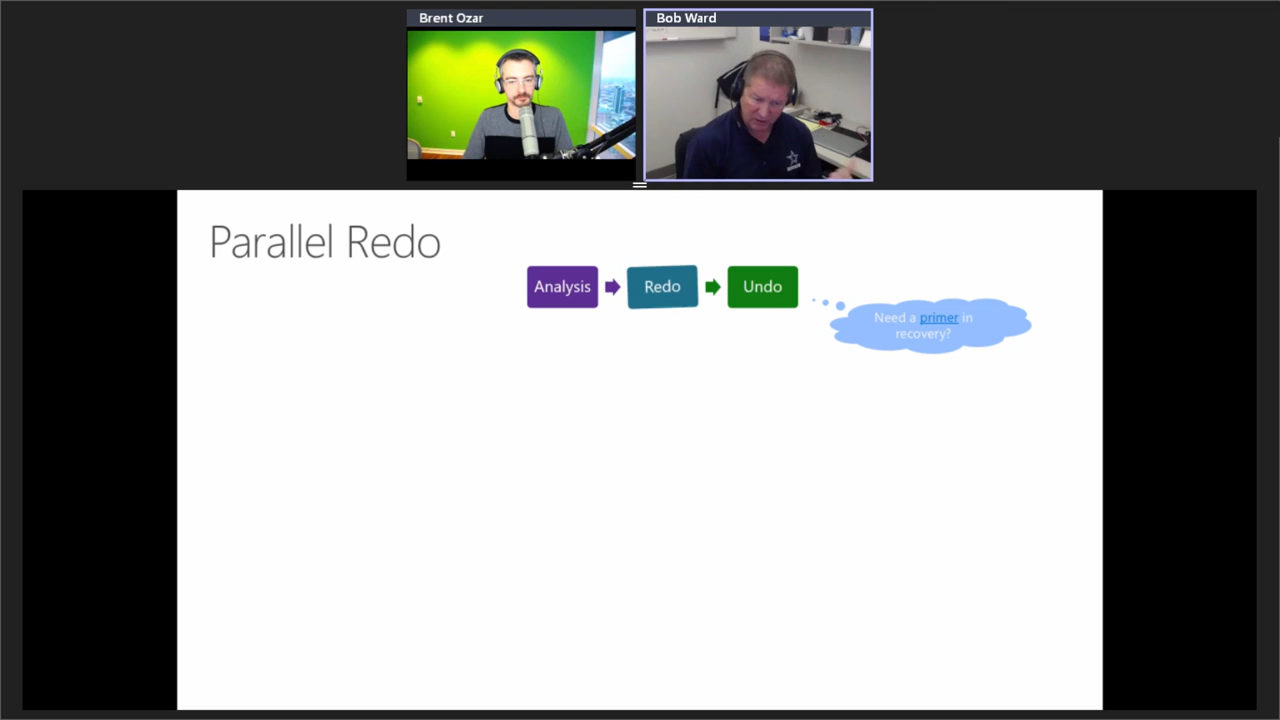 Brent Ozar
Bob Ward
Parallel Redo
Analysis
Redo
Undo
Need a primer in
recovery?